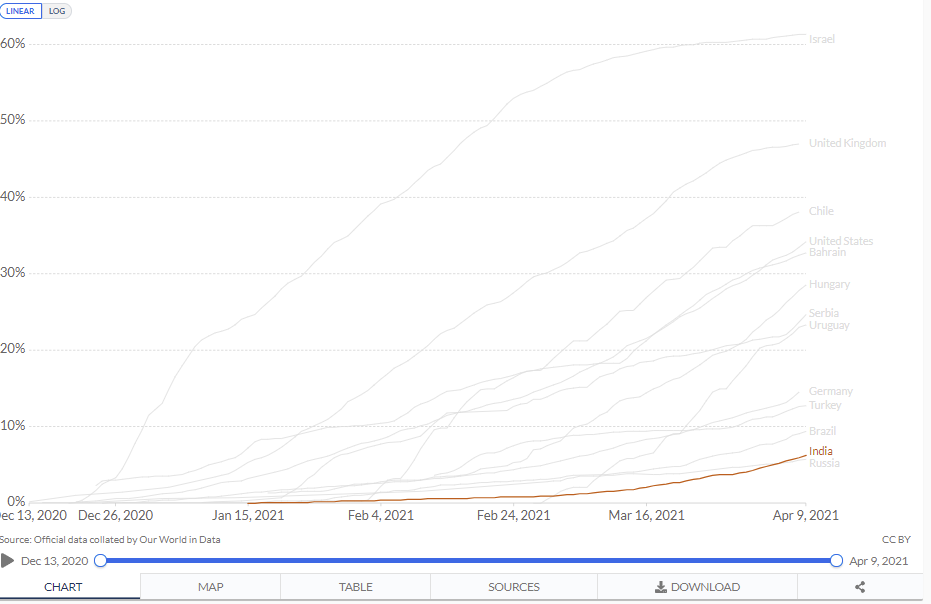 LINEAR LOG
60%
Israel
50%
United Kingdom
40%
Chile
United States
Bahrain
30%
Hungary
Serbia
Uruguay
20%
Germany
Turkey
10%
Brazil
India
Russia
0%
Dec 13, 2020 Dec 26, 2020 Jan 15, 2021 Feb 4, 2021 Feb 24, 2021 Mar 16, 2021 Apr 9, 2021
Source: Official data collated by Our World in Data CC BY
Dec 13, 2020 Apr 9, 2021
CHART MAP TABLE SOURCES DOWNLOAD